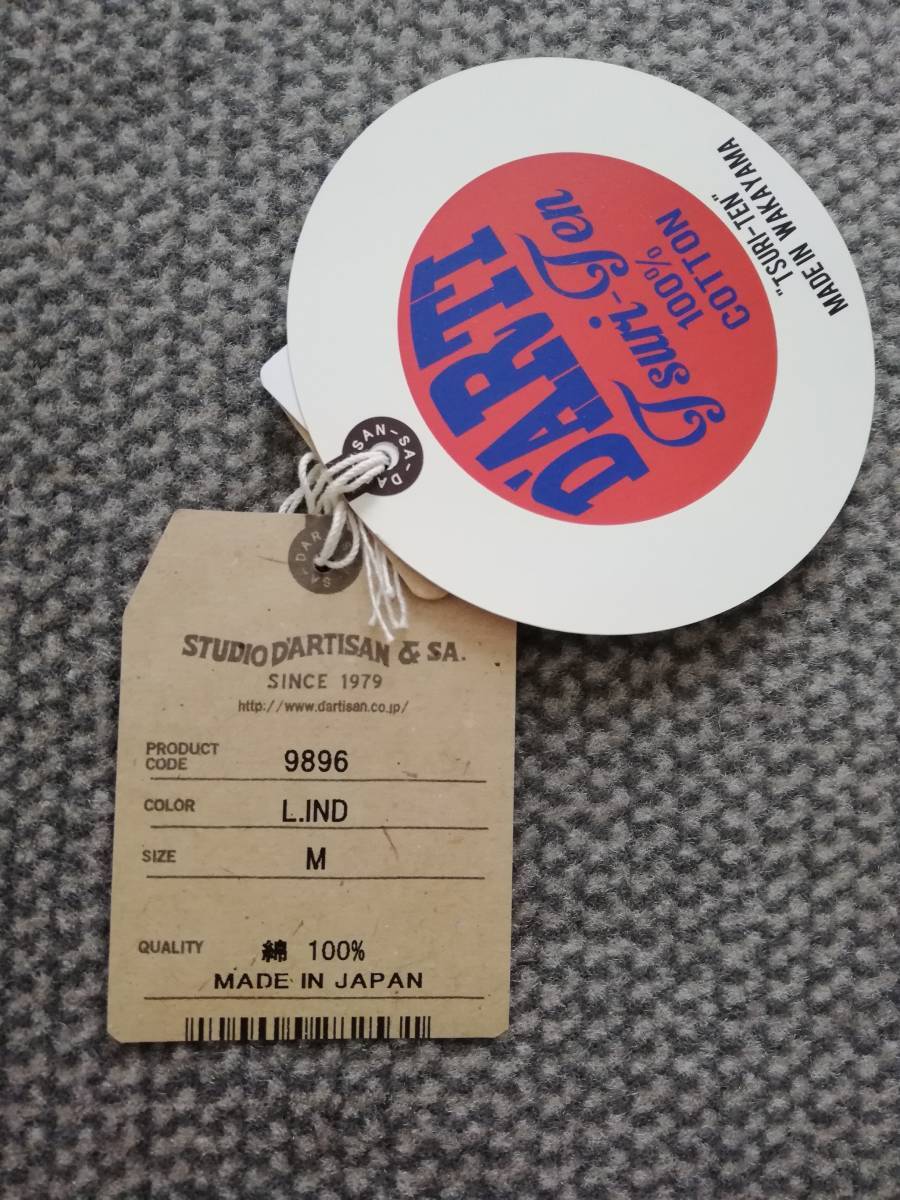 D'ARTI
Tsuri-Ten
100%
COTTON
"TSURI-TEN"
MADE IN WAKAYAMA
SAN-SA-DA
DAR
SA
STUDIO D'ARTISAN & SA.
SINCE 1979
http://www.dartisan.co.jp/
PRODUCT CODE 9896
COLOR L.IND
SIZE M
QUALITY 綿 100%
MADE IN JAPAN